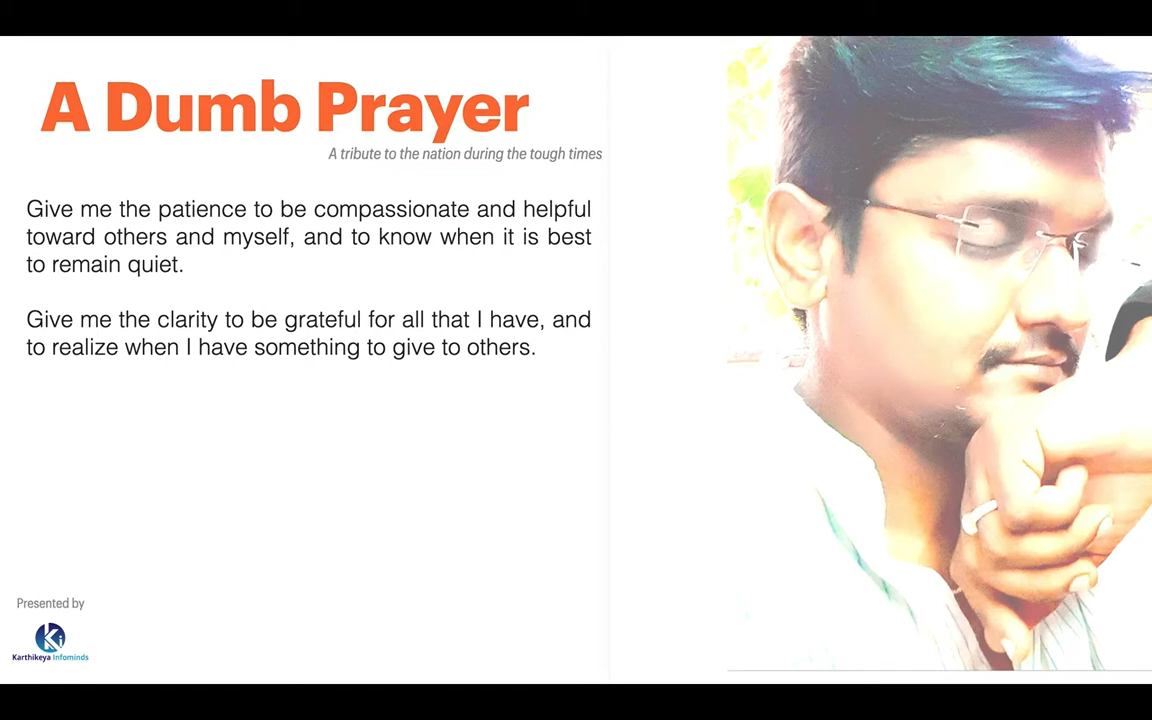 A Dumb Prayer
A tribute to the nation during the tough times
Give me the patience to be compassionate and helpful
toward others and myself, and to know when it is best
to remain quiet.
Give me the clarity to be grateful for all that I have, and
to realize when I have something to give to others.
Presented by
Ki
Karthikeya Infominds